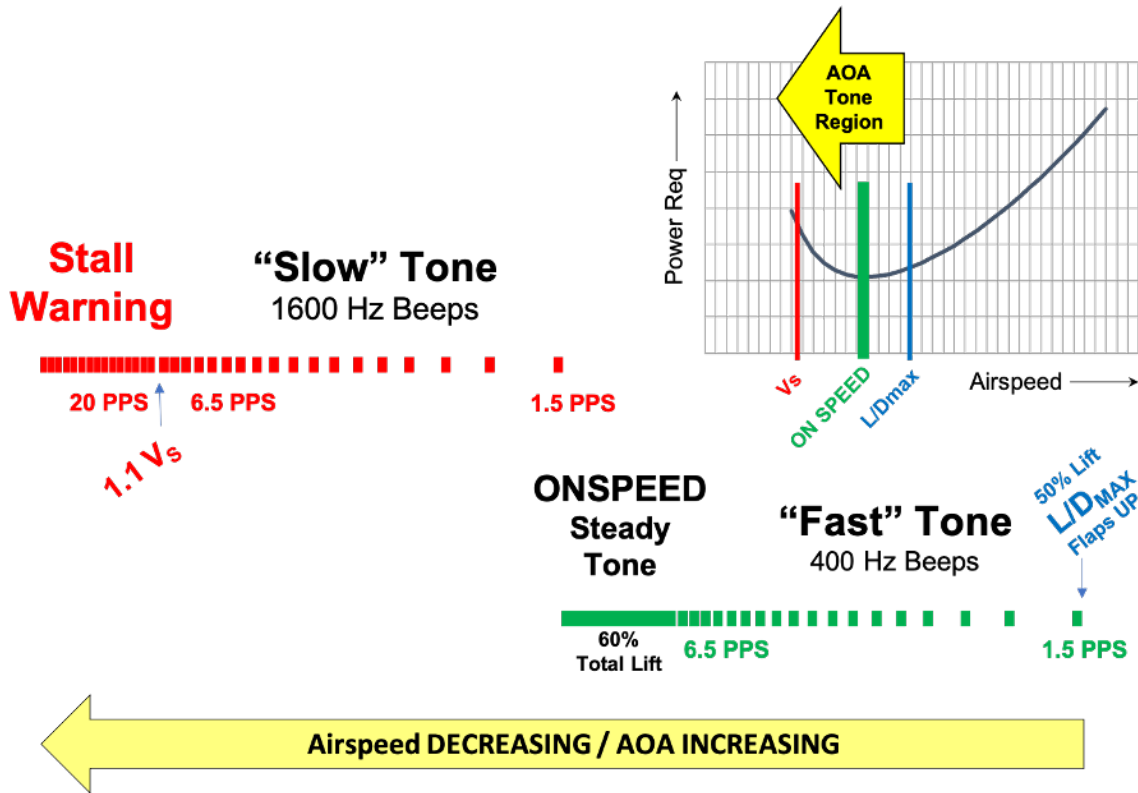 AOA
Tone
Region
Power Req
Airspeed
Vs
ON SPEED
L/Dmax
Stall
Warning
“Slow” Tone
1600 Hz Beeps
20 PPS
6.5 PPS
1.5 PPS
1.1 Vs
ONSPEED
Steady
Tone
“Fast” Tone
400 Hz Beeps
50% Lift
L/DMAX
Flaps UP
60%
Total Lift
6.5 PPS
1.5 PPS
Airspeed DECREASING / AOA INCREASING